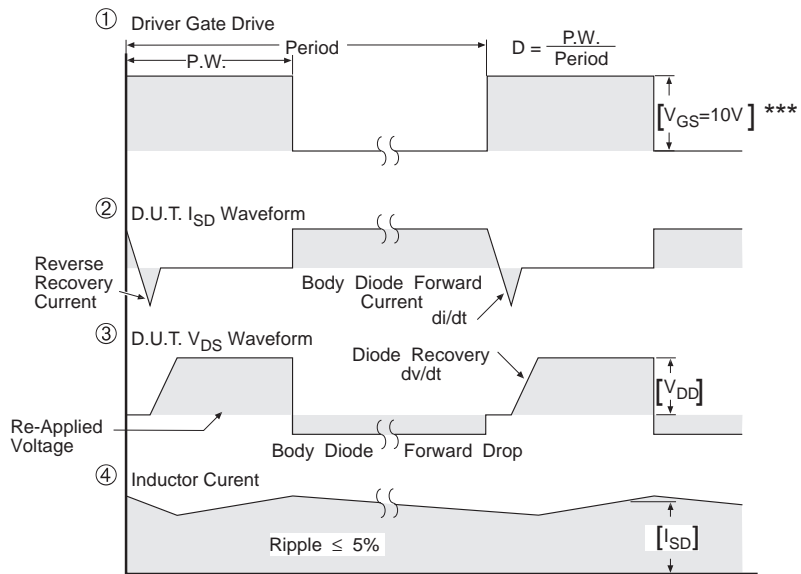 ① Driver Gate Drive
Period
P.W.
D = P.W. / Period
[VGS=10V] ***
② D.U.T. ISD Waveform
Reverse
Recovery
Current
Body Diode Forward
Current
di/dt
③ D.U.T. VDS Waveform
Diode Recovery
dv/dt
[VDD]
Re-Applied
Voltage
Body Diode Forward Drop
④ Inductor Curent
Ripple ≤ 5%
[ISD]